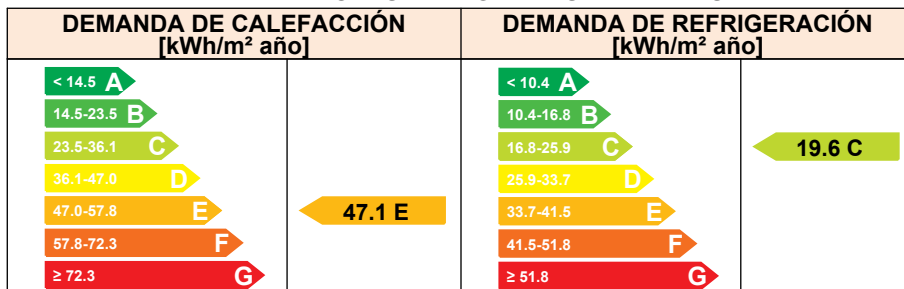 DEMANDA DE CALEFACCIÓN
[kWh/m² año]
< 14.5 A
14.5-23.5 B
23.5-36.1 C
36.1-47.0 D
47.0-57.8 E
57.8-72.3 F
≥ 72.3 G
47.1 E
DEMANDA DE REFRIGERACIÓN
[kWh/m² año]
< 10.4 A
10.4-16.8 B
16.8-25.9 C
25.9-33.7 D
33.7-41.5 E
41.5-51.8 F
≥ 51.8 G
19.6 C